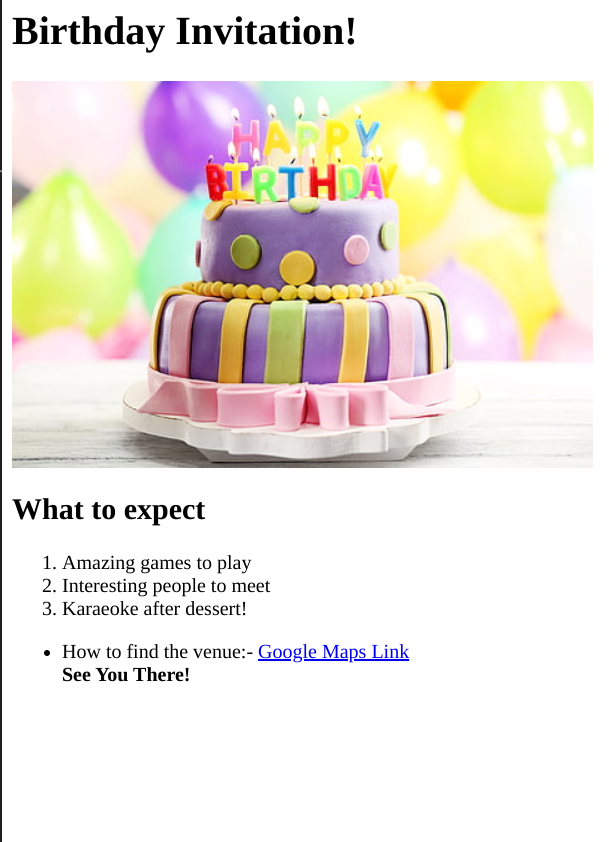 Birthday Invitation!
HAPPY
BIRTHDAY
What to expect
1. Amazing games to play
2. Interesting people to meet
3. Karaeoke after dessert!
• How to find the venue:- Google Maps Link
See You There!